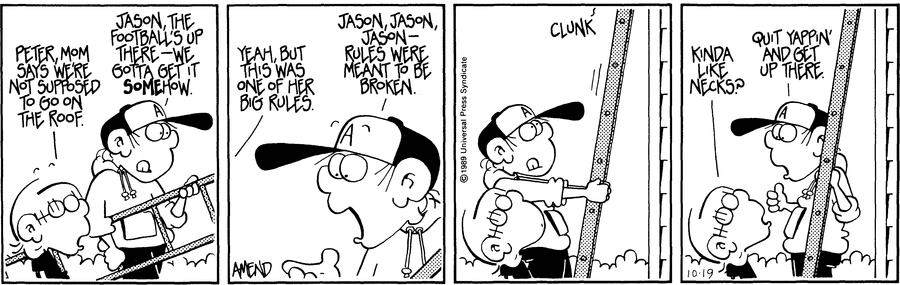 PETER, MOM
SAYS WE'RE
NOT SUPPOSED
TO GO ON
THE ROOF.
JASON, THE
FOOTBALL'S UP
THERE — WE
GOTTA GET IT
SOMEHOW.
A
YEAH, BUT
THIS WAS
ONE OF HER
BIG RULES.
JASON, JASON,
JASON —
RULES WERE
MEANT TO BE
BROKEN.
A
AMEND
©1989 Universal Press Syndicate
CLUNK
A
KINDA
LIKE
NECKS?
QUIT YAPPIN'
AND GET
UP THERE.
A
10-19